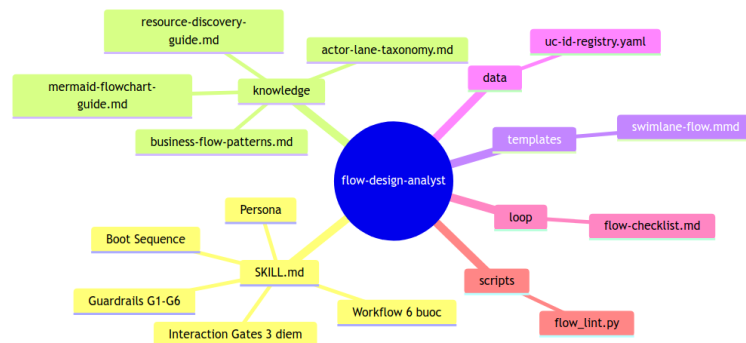 resource-discovery-
guide.md
actor-lane-taxonomy.md
mermaid-flowchart-
guide.md
knowledge
business-flow-patterns.md
uc-id-registry.yaml
data
swimlane-flow.mmd
templates
flow-design-analyst
loop
flow-checklist.md
scripts
flow_lint.py
Persona
Boot Sequence
SKILL.md
Guardrails G1-G6
Workflow 6 buoc
Interaction Gates 3 diem